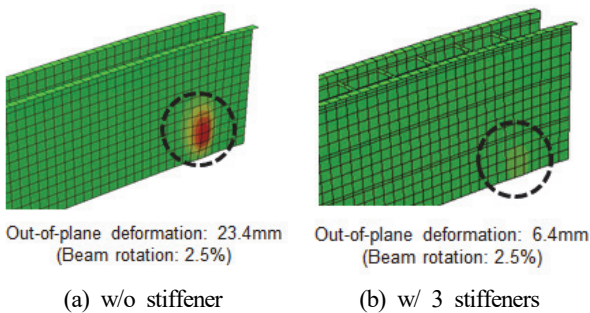 Out-of-plane deformation: 23.4mm
(Beam rotation: 2.5%)
(a) w/o stiffener
Out-of-plane deformation: 6.4mm
(Beam rotation: 2.5%)
(b) w/ 3 stiffeners